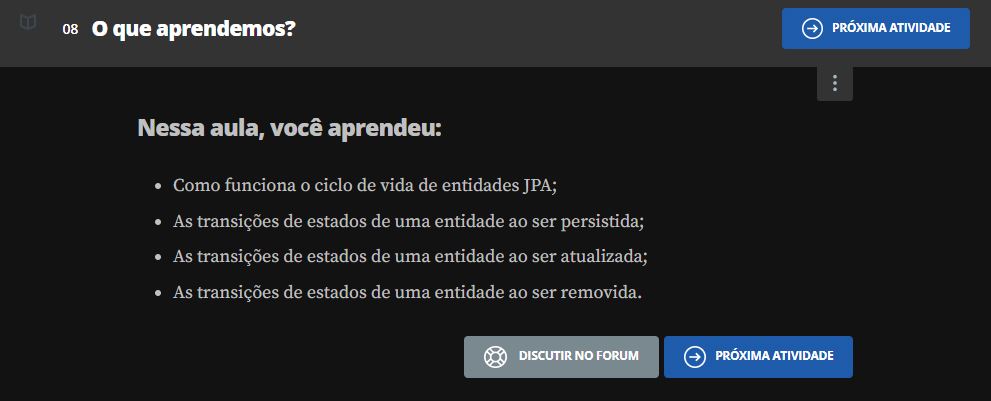 08 O que aprendemos?
PRÓXIMA ATIVIDADE
Nessa aula, você aprendeu:
Como funciona o ciclo de vida de entidades JPA;
As transições de estados de uma entidade ao ser persistida;
As transições de estados de uma entidade ao ser atualizada;
As transições de estados de uma entidade ao ser removida.
DISCUTIR NO FORUM
PRÓXIMA ATIVIDADE